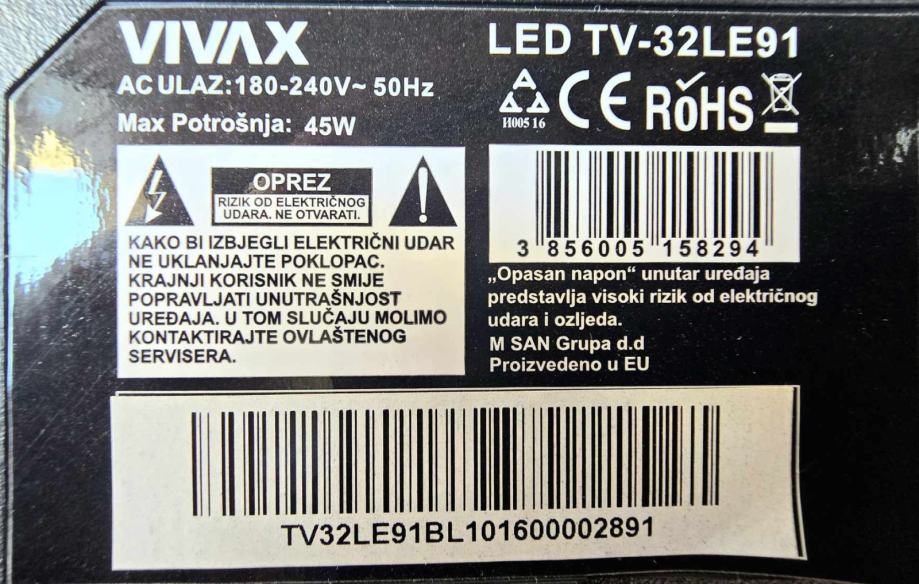 VIVAX
AC ULAZ:180-240V~ 50Hz
Max Potrošnja: 45W
LED TV-32LE91
И005 16
CE RoHS
OPREZ
RIZIK OD ELEKTRIČNOG
UDARA. NE OTVARATI.
KAKO BI IZBJEGLI ELEKTRIČNI UDAR
NE UKLANJAJTE POKLOPAC.
KRAJNJI KORISNIK NE SMIJE
POPRAVLJATI UNUTRAŠNJOST
UREĐAJA. U TOM SLUČAJU MOLIMO
KONTAKTIRAJTE OVLAŠTENOG
SERVISERA.
3 856005 158294
„Opasan napon“ unutar uređaja
predstavlja visoki rizik od električnog
udara i ozljeda.
M SAN Grupa d.d
Proizvedeno u EU
TV32LE91BL101600002891